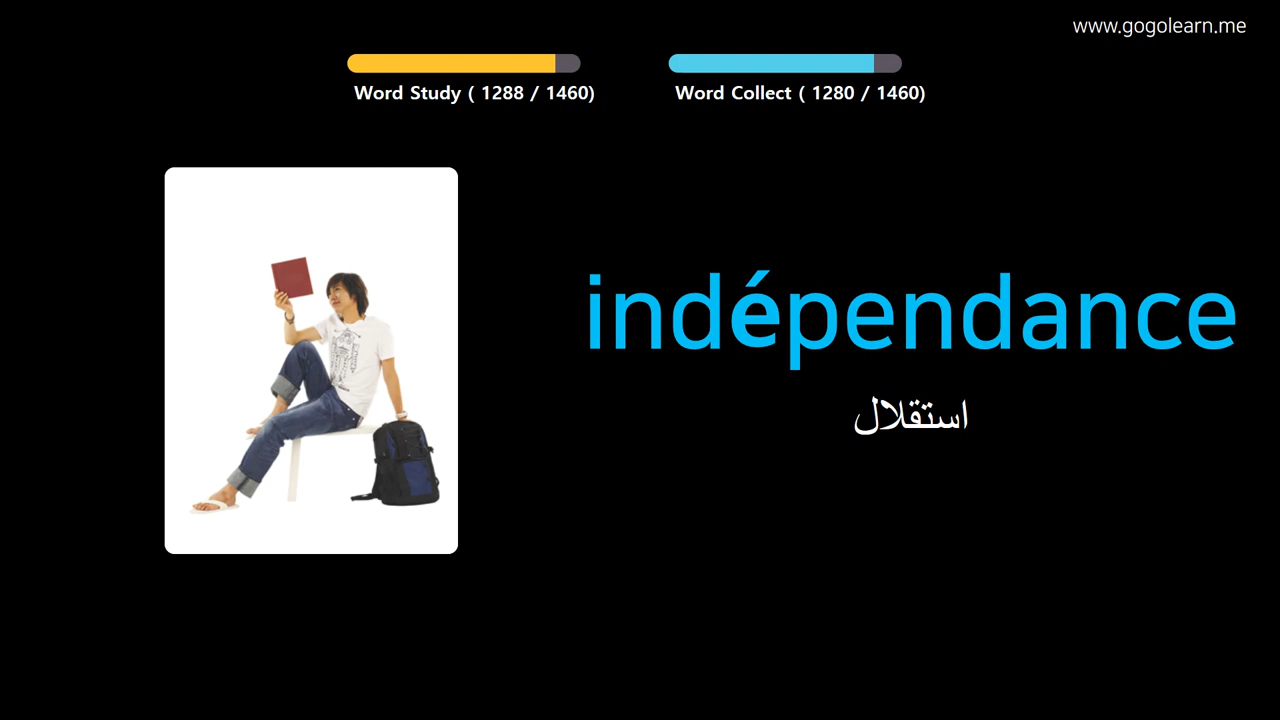 www.gogolearn.me
Word Study ( 1288 / 1460)
Word Collect ( 1280 / 1460)
indépendance
استقلال